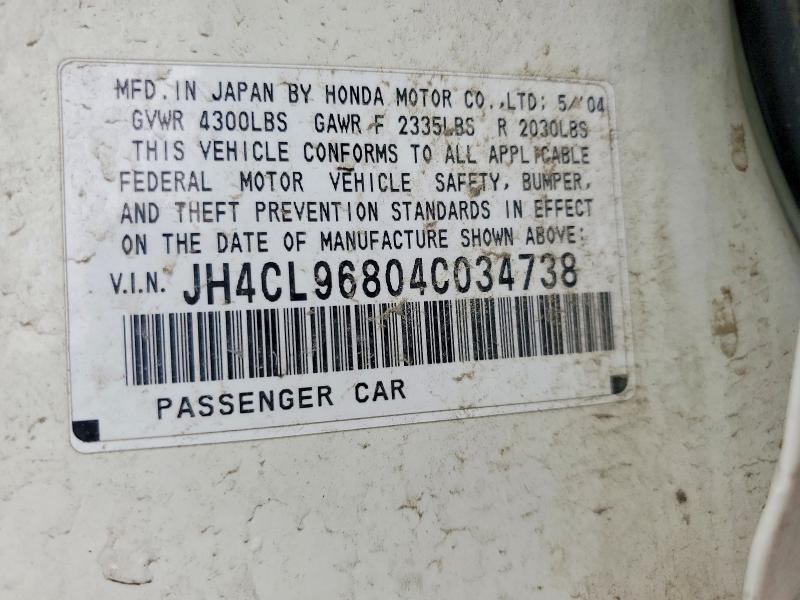 MFD. IN JAPAN BY HONDA MOTOR CO.,LTD; 5/'04
GVWR 4300LBS GAWR F 2335LBS R 2030LBS
THIS VEHICLE CONFORMS TO ALL APPLICABLE
FEDERAL MOTOR VEHICLE SAFETY, BUMPER,
AND THEFT PREVENTION STANDARDS IN EFFECT
ON THE DATE OF MANUFACTURE SHOWN ABOVE:
V.I.N. JH4CL96804C034738
PASSENGER CAR